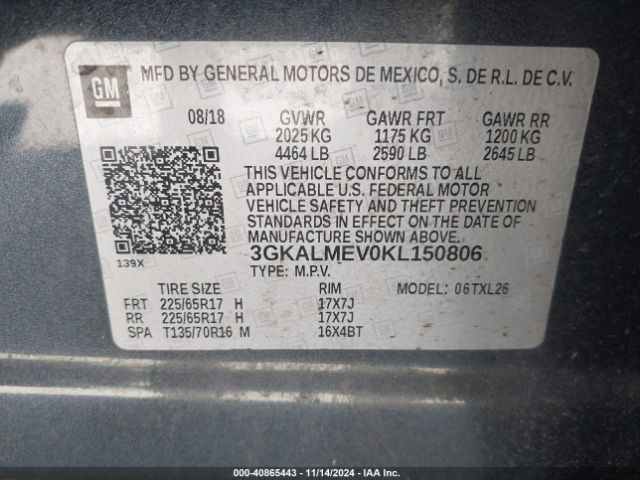 GM MFD BY GENERAL MOTORS DE MEXICO, S. DE R.L. DE C.V.
08/18 GVWR GAWR FRT GAWR RR
2025 KG 1175 KG 1200 KG
4464 LB 2590 LB 2645 LB
THIS VEHICLE CONFORMS TO ALL
APPLICABLE U.S. FEDERAL MOTOR
VEHICLE SAFETY AND THEFT PREVENTION
STANDARDS IN EFFECT ON THE DATE OF
MANUFACTURE SHOWN ABOVE.
139X 3GKALMEV0KL150806
TYPE: M.P.V.
TIRE SIZE RIM MODEL: 06TXL26
FRT 225/65R17 H 17X7J
RR 225/65R17 H 17X7J
SPA T135/70R16 M 16X4BT
000-40865443 - 11/14/2024 - IAA Inc.